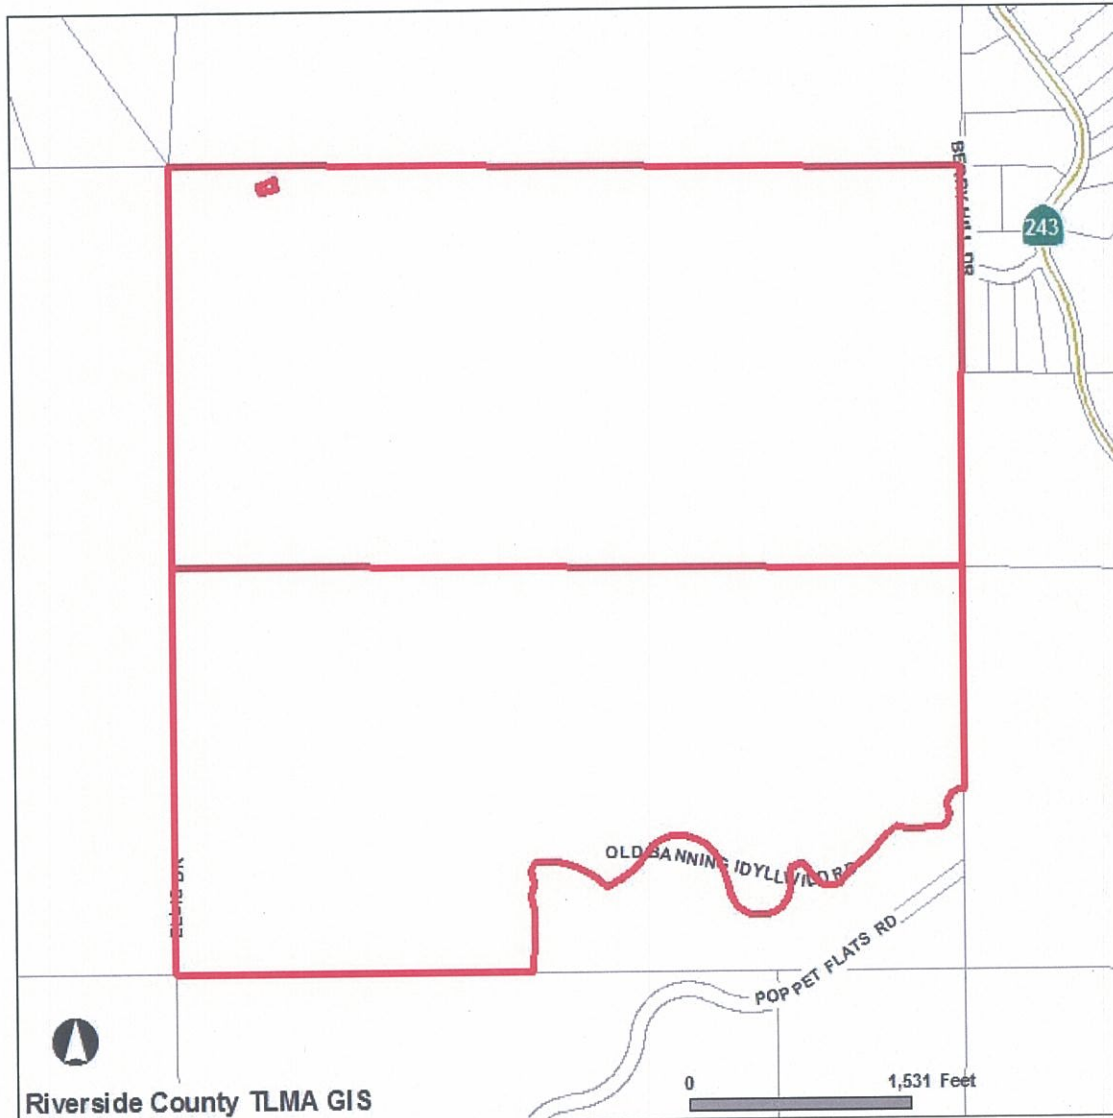 243
OLD BANNING IDYLLWILD RD
POPPET FLATS RD
0 1,531 Feet
Riverside County TLMA GIS